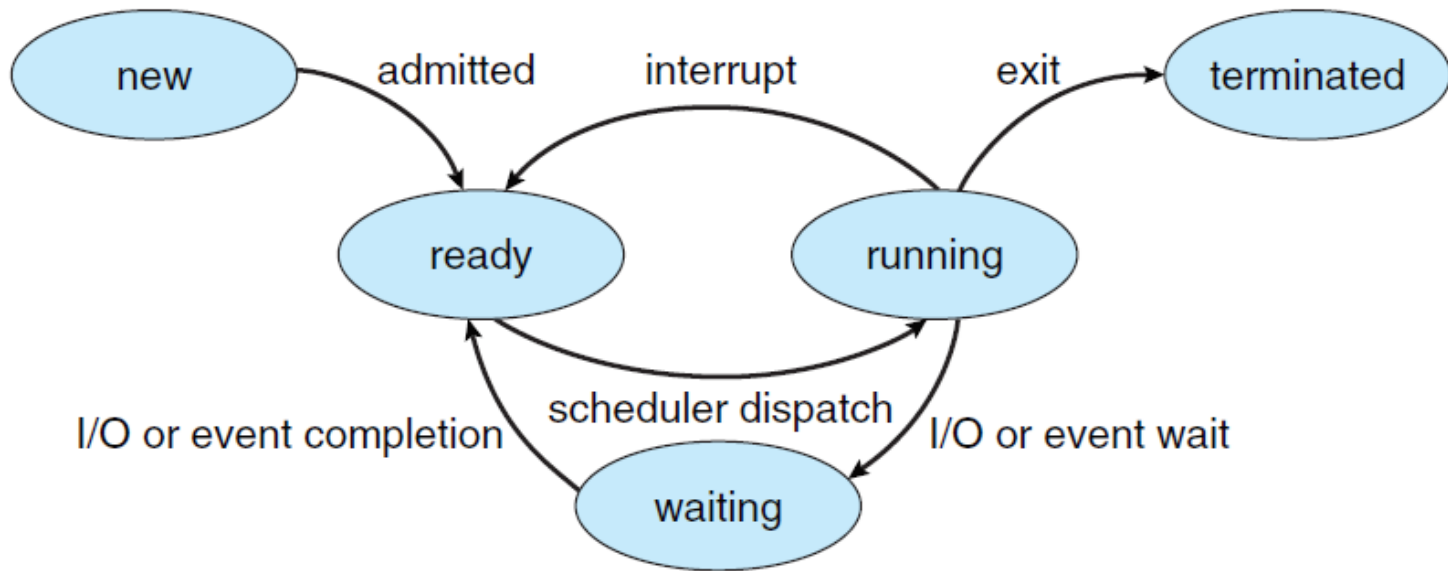 new
admitted
interrupt
exit
terminated
ready
running
scheduler dispatch
I/O or event completion
I/O or event wait
waiting